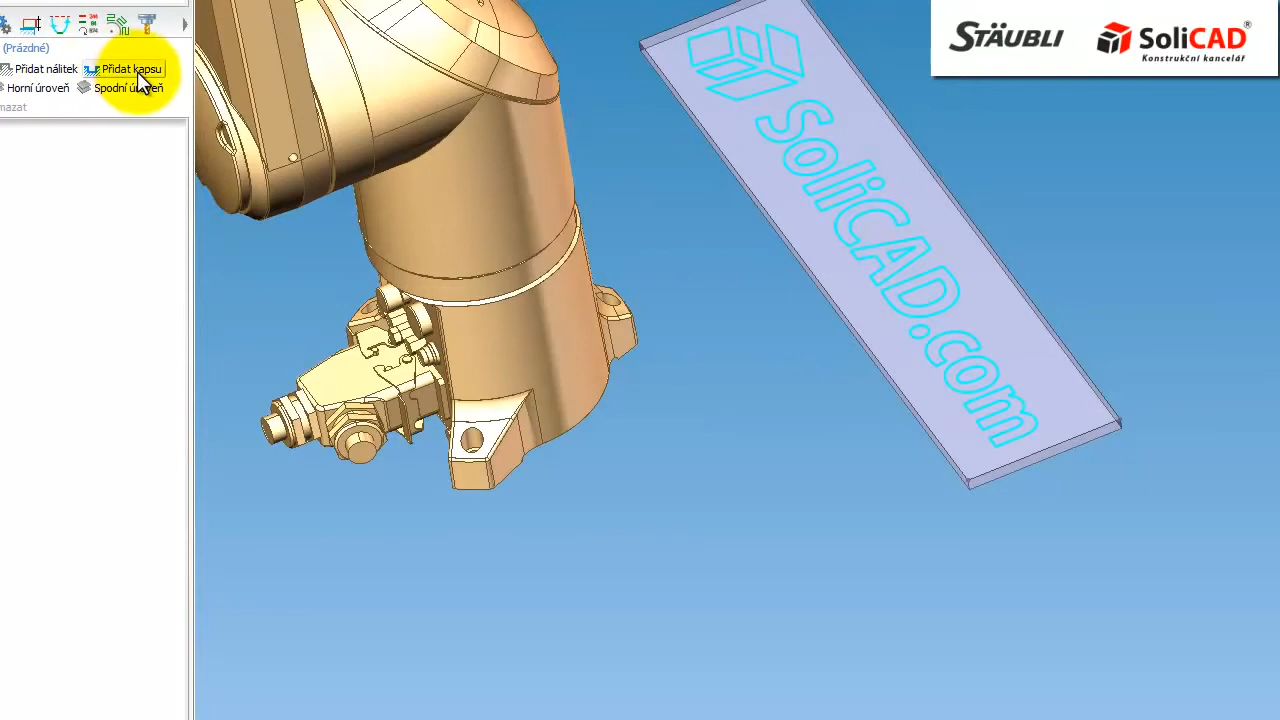 (Prázdné)
Přidat nálitek Přidat kapsu
Horní úroveň Spodní úroveň
mazat
STÄUBLI
SoliCAD®
Konstrukční kancelář
SoliCAD.com